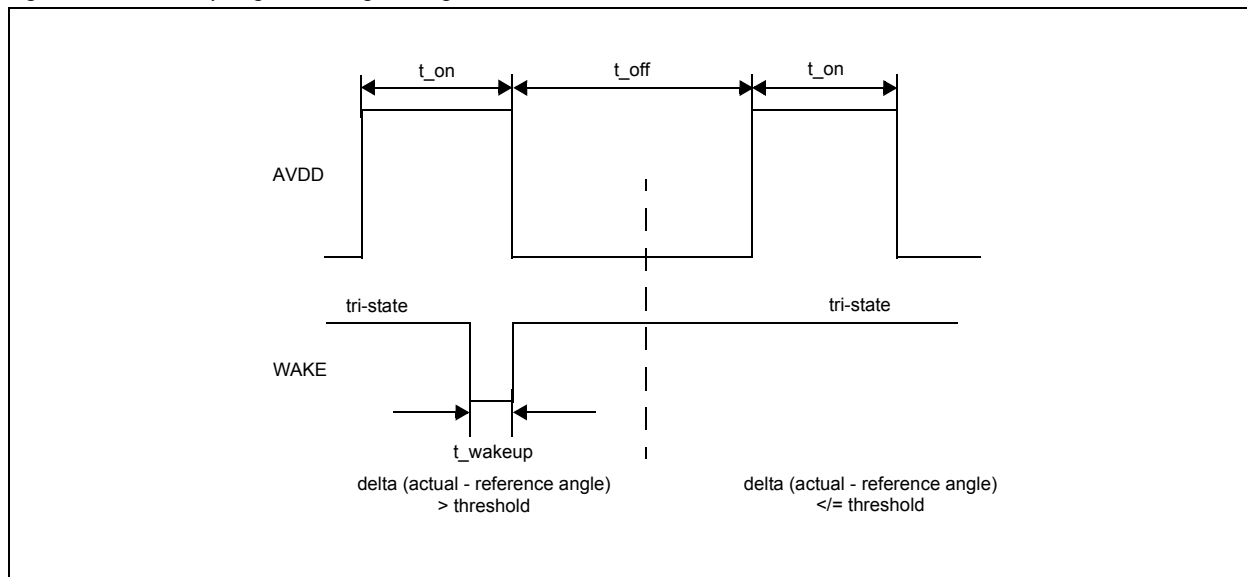 t_on
t_off
t_on
AVDD
tri-state
tri-state
WAKE
t_wakeup
delta (actual - reference angle)
> threshold
delta (actual - reference angle)
</= threshold